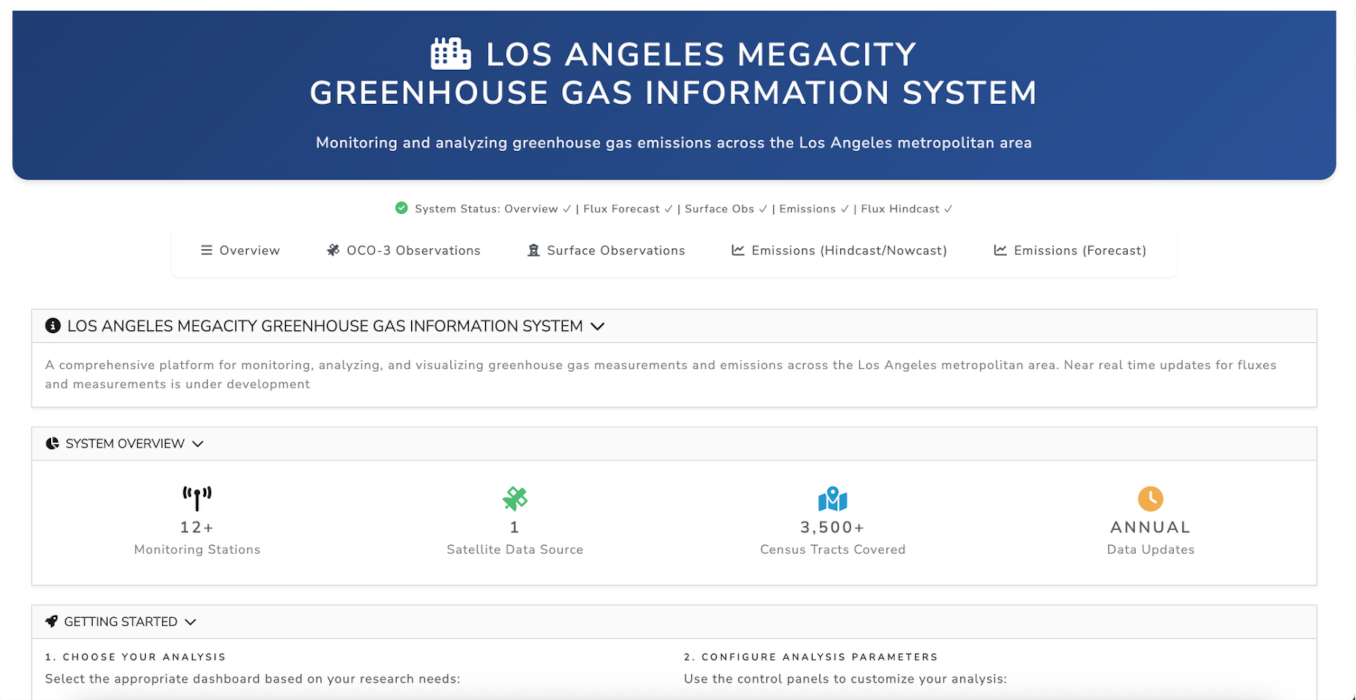 LOS ANGELES MEGACITY
GREENHOUSE GAS INFORMATION SYSTEM
Monitoring and analyzing greenhouse gas emissions across the Los Angeles metropolitan area
System Status: Overview ✓ | Flux Forecast ✓ | Surface Obs ✓ | Emissions ✓ | Flux Hindcast ✓
Overview OCO-3 Observations Surface Observations Emissions (Hindcast/Nowcast) Emissions (Forecast)
LOS ANGELES MEGACITY GREENHOUSE GAS INFORMATION SYSTEM
A comprehensive platform for monitoring, analyzing, and visualizing greenhouse gas measurements and emissions across the Los Angeles metropolitan area. Near real time updates for fluxes
and measurements is under development
SYSTEM OVERVIEW
12+
Monitoring Stations
1
Satellite Data Source
3,500+
Census Tracts Covered
ANNUAL
Data Updates
GETTING STARTED
1. CHOOSE YOUR ANALYSIS
Select the appropriate dashboard based on your research needs:
2. CONFIGURE ANALYSIS PARAMETERS
Use the control panels to customize your analysis: